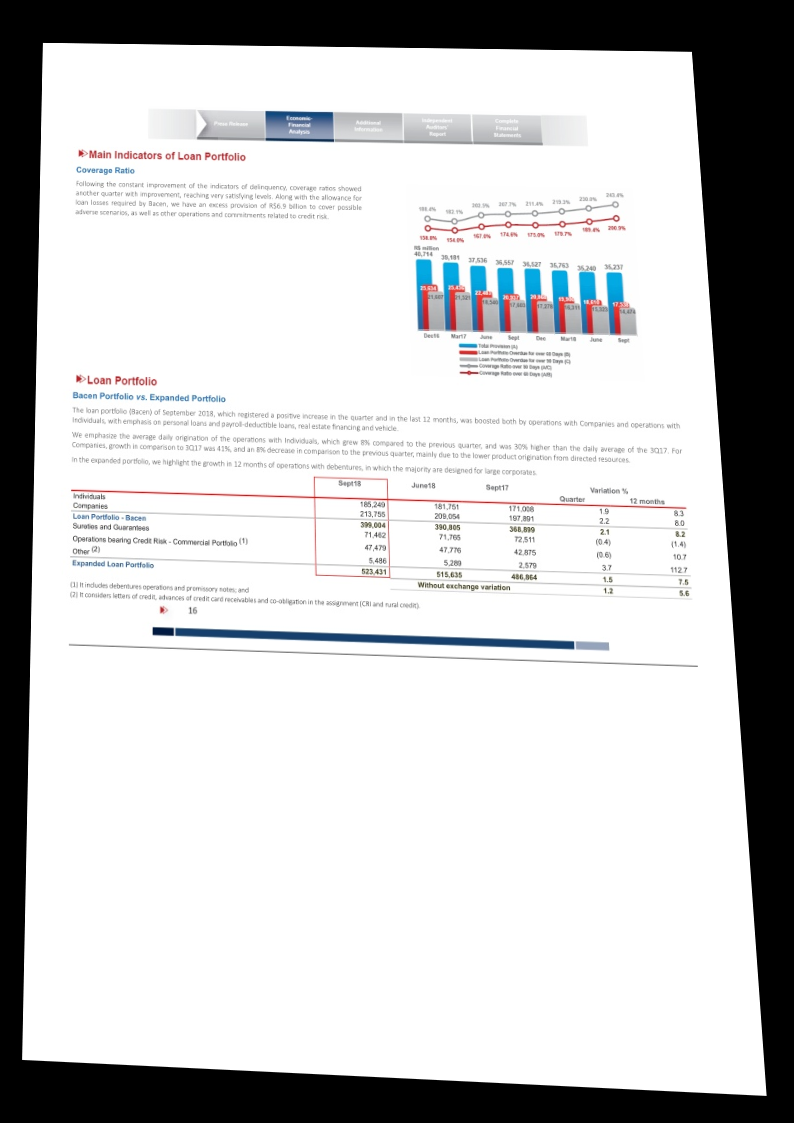 Press Release
Economic-
Financial
Analysis
Additional
Information
Independent
Auditors'
Report
Complete
Financial
Statements
Main Indicators of Loan Portfolio
Coverage Ratio
Following the constant improvement of the indicators of delinquency, coverage ratios showed
another quarter with improvement, reaching very satisfying levels. Along with the allowance for
loan losses required by Bacen, we have an excess provision of R$6.9 billion to cover possible
adverse scenarios, as well as other operations and commitments related to credit risk.
188.4% 182.1% 202.5% 207.7% 211.4% 219.3% 230.0% 243.4%
158.8% 154.8% 167.0% 174.6% 175.0% 179.7% 189.4% 200.9%
R$ million
40,714 39,181 37,536 36,557 36,527 36,763 35,240 35,237
Dec16 Mar17 June Sept Dec Mar18 June Sept
Total Provision (A)
Loan Portfolio Overdue for over 60 Days (B)
Loan Portfolio Overdue for over 90 Days (C)
Coverage Ratio over 90 Days (A/C)
Coverage Ratio over 60 Days (A/B)
Loan Portfolio
Bacen Portfolio vs. Expanded Portfolio
The loan portfolio (Bacen) of September 2018, which registered a positive increase in the quarter and in the last 12 months, was boosted both by operations with Companies and operations with
Individuals, with emphasis on personal loans and payroll-deductible loans, real estate financing and vehicle.
We emphasize the average daily origination of the operations with Individuals, which grew 8% compared to the previous quarter, and was 30% higher than the daily average of the 3Q17. For
Companies, growth in comparison to 3Q17 was 41%, and an 8% decrease in comparison to the previous quarter, mainly due to the lower product origination from directed resources.
In the expanded portfolio, we highlight the growth in 12 months of operations with debentures, in which the majority are designed for large corporates.
Sept18 June18 Sept17 Variation %
Quarter 12 months
Individuals 185,249 181,751 171,008 1.9 8.3
Companies 213,755 209,054 197,891 2.2 8.0
Loan Portfolio - Bacen 399,004 390,805 368,899 2.1 8.2
Sureties and Guarantees 71,462 71,765 72,511 (0.4) (1.4)
Operations bearing Credit Risk - Commercial Portfolio (1) 47,479 47,776 42,875 (0.6) 10.7
Other (2) 5,486 5,289 2,579 3.7 112.7
Expanded Loan Portfolio 523,431 515,635 486,864 1.5 7.5
Without exchange variation 1.2 5.6
(1) It includes debentures operations and promissory notes; and
(2) It considers letters of credit, advances of credit card receivables and co-obligation in the assignment (CRI and rural credit).
16